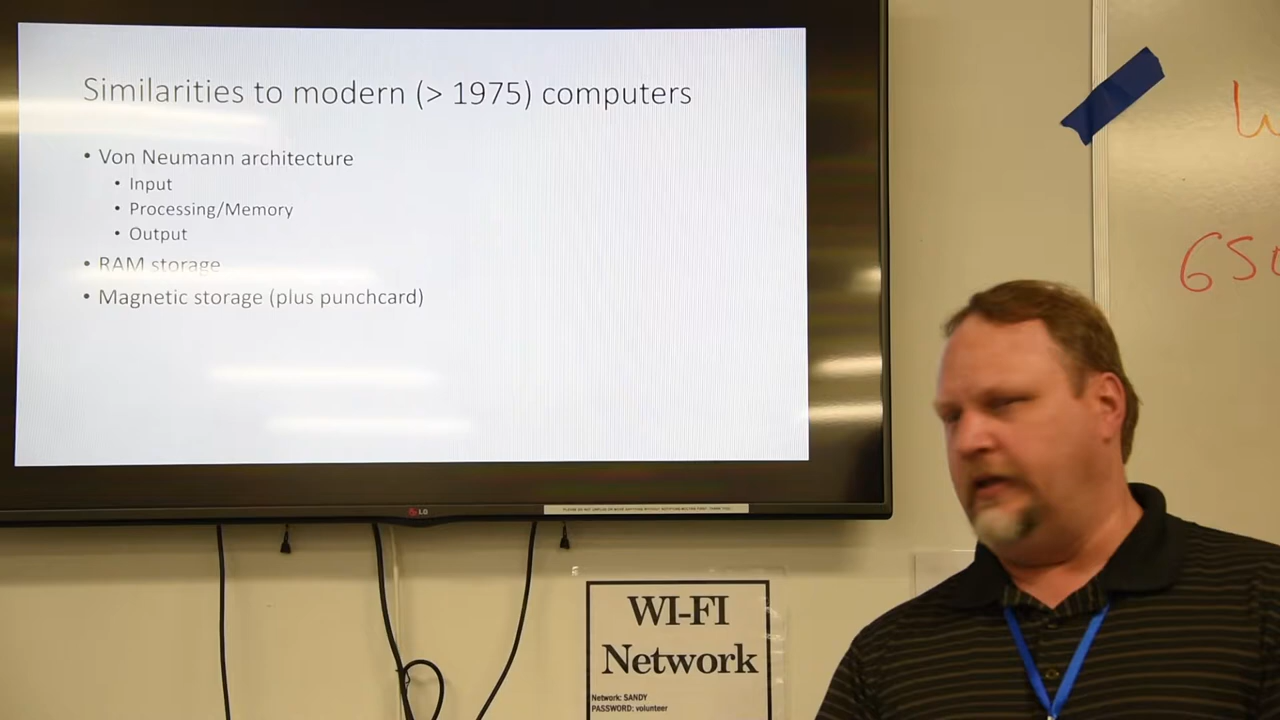 Similarities to modern (> 1975) computers
• Von Neumann architecture
• Input
• Processing/Memory
• Output
• RAM storage
• Magnetic storage (plus punchcard)
LG
WI-FI
Network
Network: SANDY
PASSWORD: volunteer